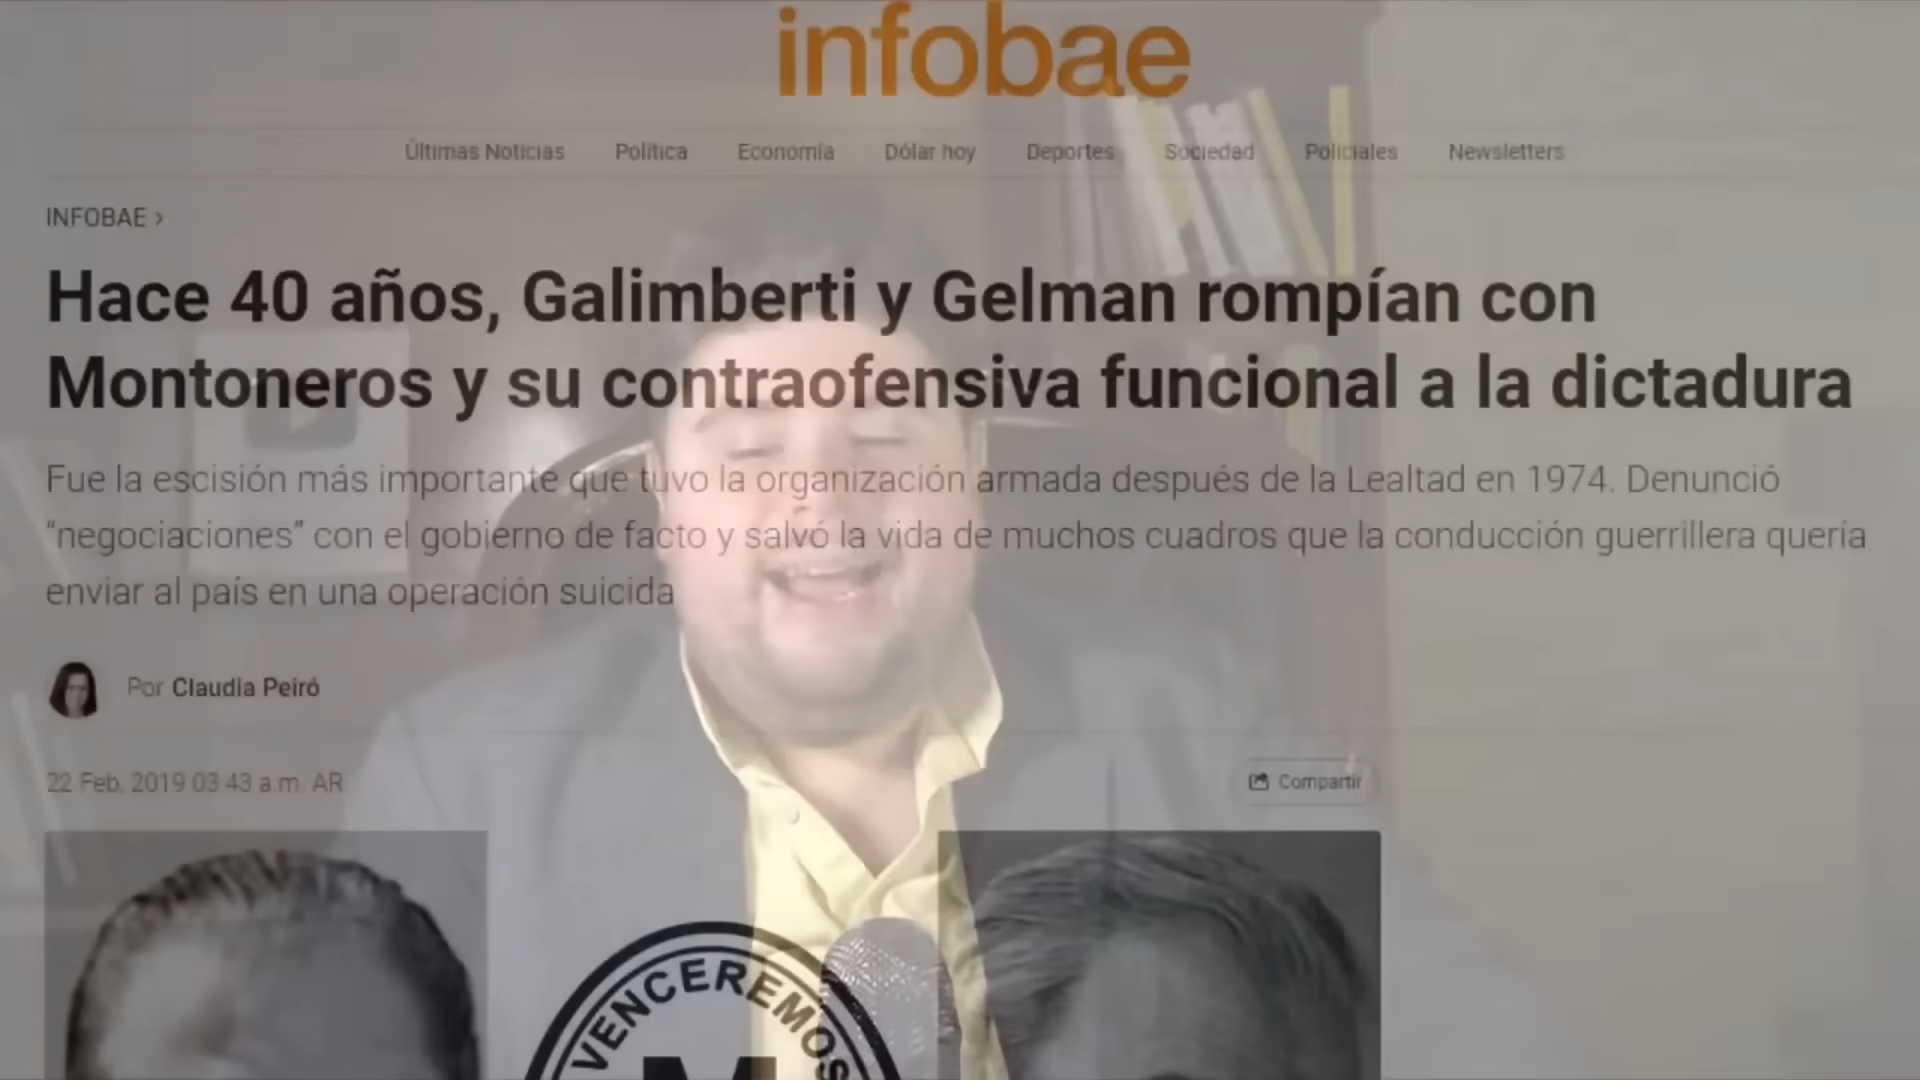 infobae
Últimas Noticias Política Economía Dólar hoy Deportes Sociedad Policiales Newsletters
INFOBAE >
Hace 40 años, Galimberti y Gelman rompían con
Montoneros y su contraofensiva funcional a la dictadura
Fue la escisión más importante que tuvo la organización armada después de la Lealtad en 1974. Denunció
“negociaciones” con el gobierno de facto y salvó la vida de muchos cuadros que la conducción guerrillera quería
enviar al país en una operación suicida
Por Claudia Peiró
22 Feb, 2019 03:43 a.m. AR
Compartir
VENCEREMOS
M